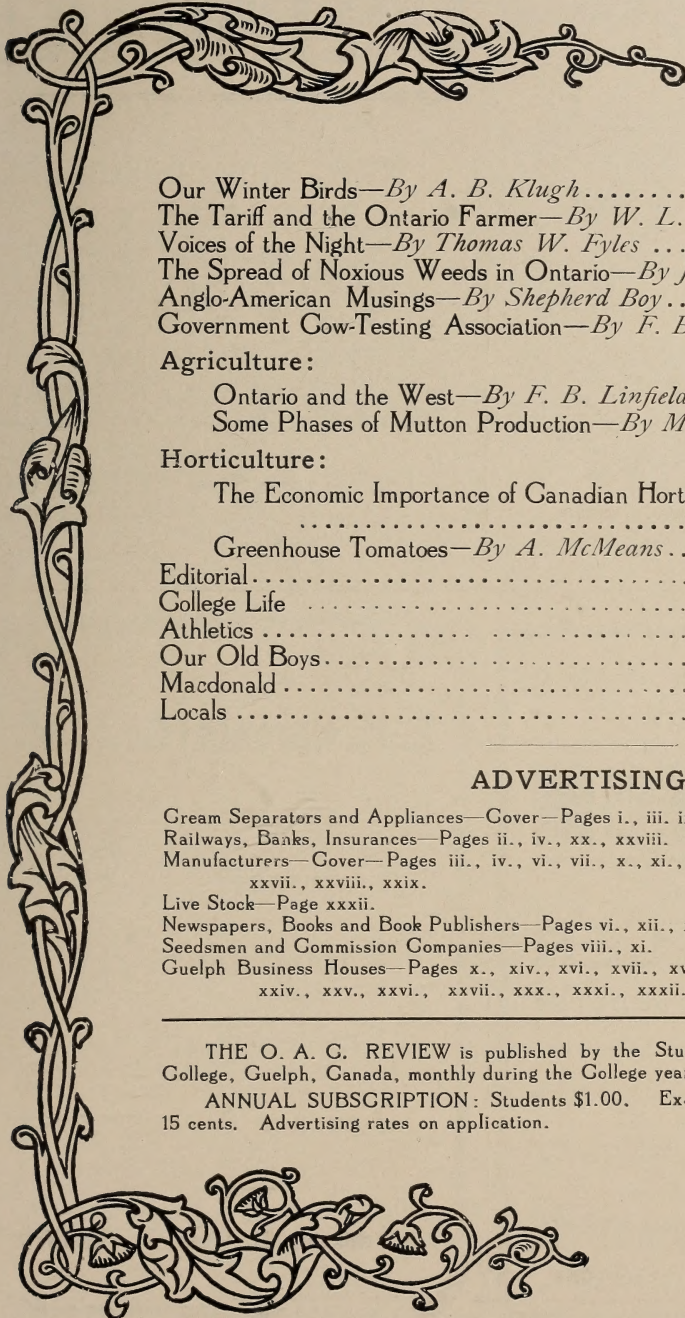 Our Winter Birds—By A. B. Klugh........
The Tariff and the Ontario Farmer—By W. L.
Voices of the Night—By Thomas W. Fyles ...
The Spread of Noxious Weeds in Ontario—By
Anglo-American Musings—By Shepherd Boy..
Government Cow-Testing Association—By F.
Agriculture:
Ontario and the West—By F. B. Linfield
Some Phases of Mutton Production—By M
Horticulture:
The Economic Importance of Canadian Hort
..............................
Greenhouse Tomatoes—By A. McMeans..
Editorial..............................
College Life ..............................
Athletics ..............................
Our Old Boys..............................
Macdonald ..............................
Locals ..............................
ADVERTISING
Cream Separators and Appliances—Cover—Pages i., iii. i
Railways, Banks, Insurances—Pages ii., iv., xx., xxviii.
Manufacturers—Cover—Pages iii., iv., vi., vii., x., xi.,
xxvii., xxviii., xxix.
Live Stock—Page xxxii.
Newspapers, Books and Book Publishers—Pages vi., xii.,
Seedsmen and Commission Companies—Pages viii., xi.
Guelph Business Houses—Pages x., xiv., xvi., xvii., xv
xxiv., xxv., xxvi., xxvii., xxx., xxxi., xxxii.
THE O. A. C. REVIEW is published by the Stu
College, Guelph, Canada, monthly during the College yea
ANNUAL SUBSCRIPTION: Students $1.00. Ex
15 cents. Advertising rates on application.